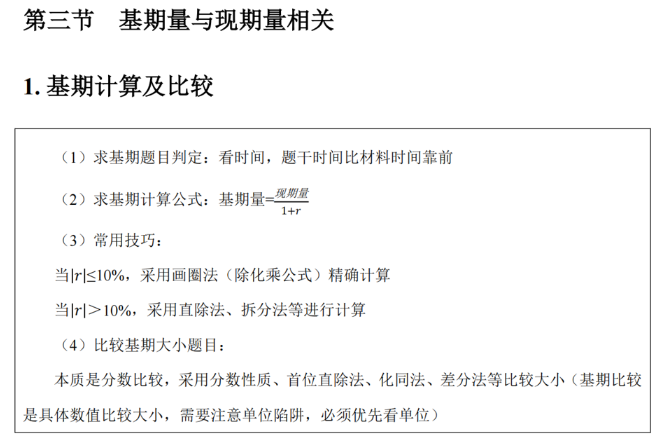 第三节 基期量与现期量相关
1. 基期计算及比较
（1）求基期题目判定：看时间，题干时间比材料时间靠前
（2）求基期计算公式：基期量=现期量/1+r
（3）常用技巧：
当|r|≤10%，采用画圈法（除化乘公式）精确计算
当|r|＞10%，采用直除法、拆分法等进行计算
（4）比较基期大小题目：
本质是分数比较，采用分数性质、首位直除法、化同法、差分法等比较大小（基期比较
是具体数值比较大小，需要注意单位陷阱，必须优先看单位）